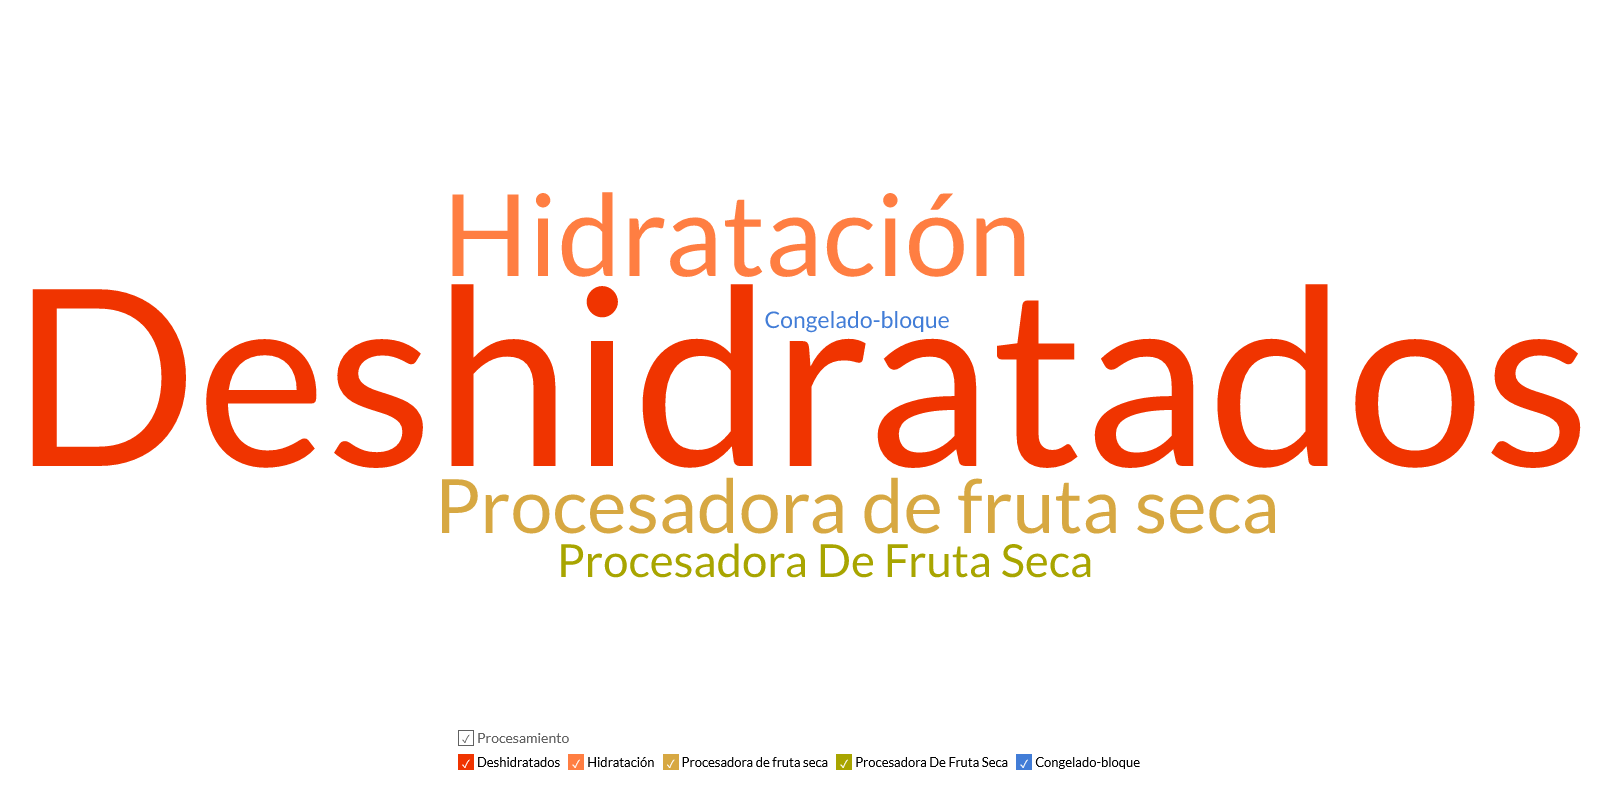 Hidratación
Congelado-bloque
Deshidratados
Procesadora de fruta seca
Procesadora De Fruta Seca
Procesamiento
Deshidratados Hidratación Procesadora de fruta seca Procesadora De Fruta Seca Congelado-bloque